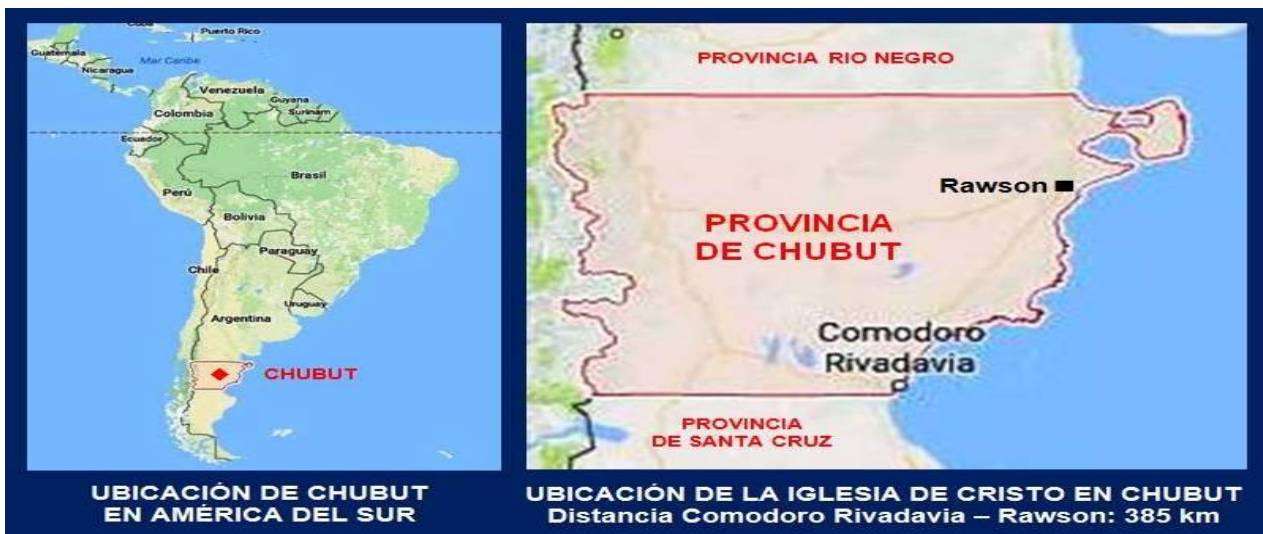 Cuba
Puerto Rico
Guatemala
Mar Caribe
Nicaragua
Venezuela
Guyana
Colombia
Surinam
Ecuador
Perú
Brasil
Bolivia
Paraguay
Chile
Uruguay
Argentina
CHUBUT
UBICACIÓN DE CHUBUT
EN AMÉRICA DEL SUR
PROVINCIA RIO NEGRO
Rawson
PROVINCIA
DE CHUBUT
Comodoro
Rivadavia
PROVINCIA
DE SANTA CRUZ
UBICACIÓN DE LA IGLESIA DE CRISTO EN CHUBUT
Distancia Comodoro Rivadavia – Rawson: 385 km